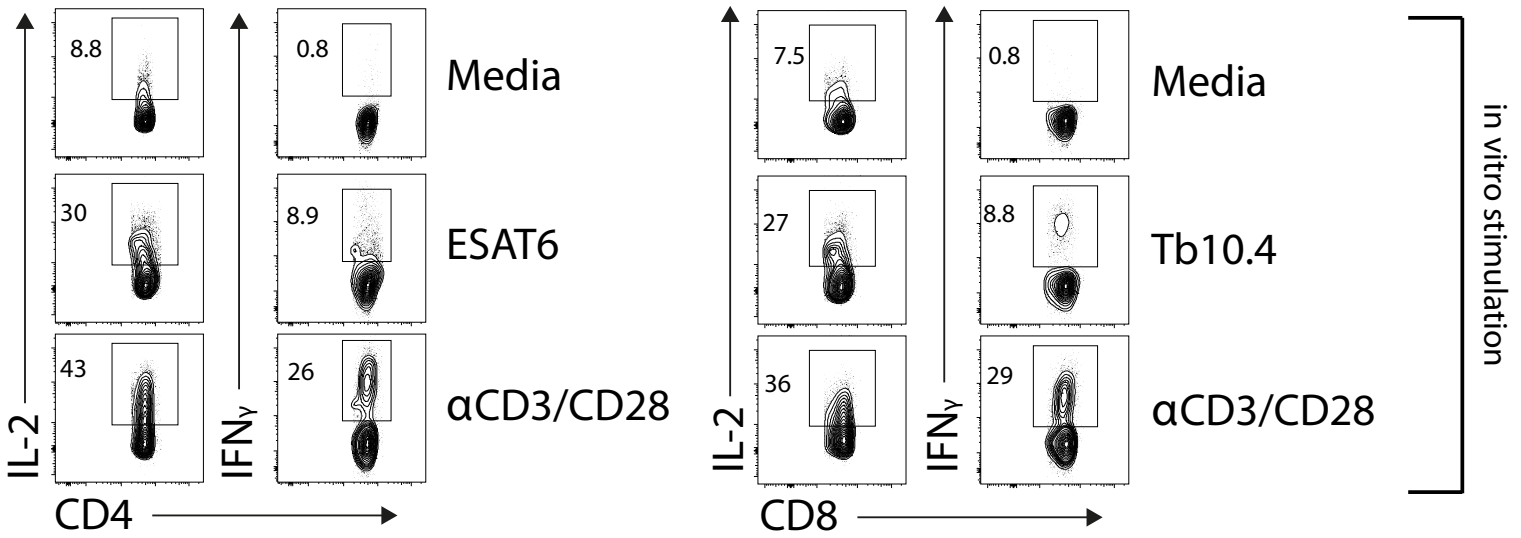 8.8
0.8
Media
30
8.9
ESAT6
43
26
αCD3/CD28
IL-2
IFNγ
CD4
7.5
0.8
Media
27
8.8
Tb10.4
36
29
αCD3/CD28
IL-2
IFNγ
CD8
in vitro stimulation